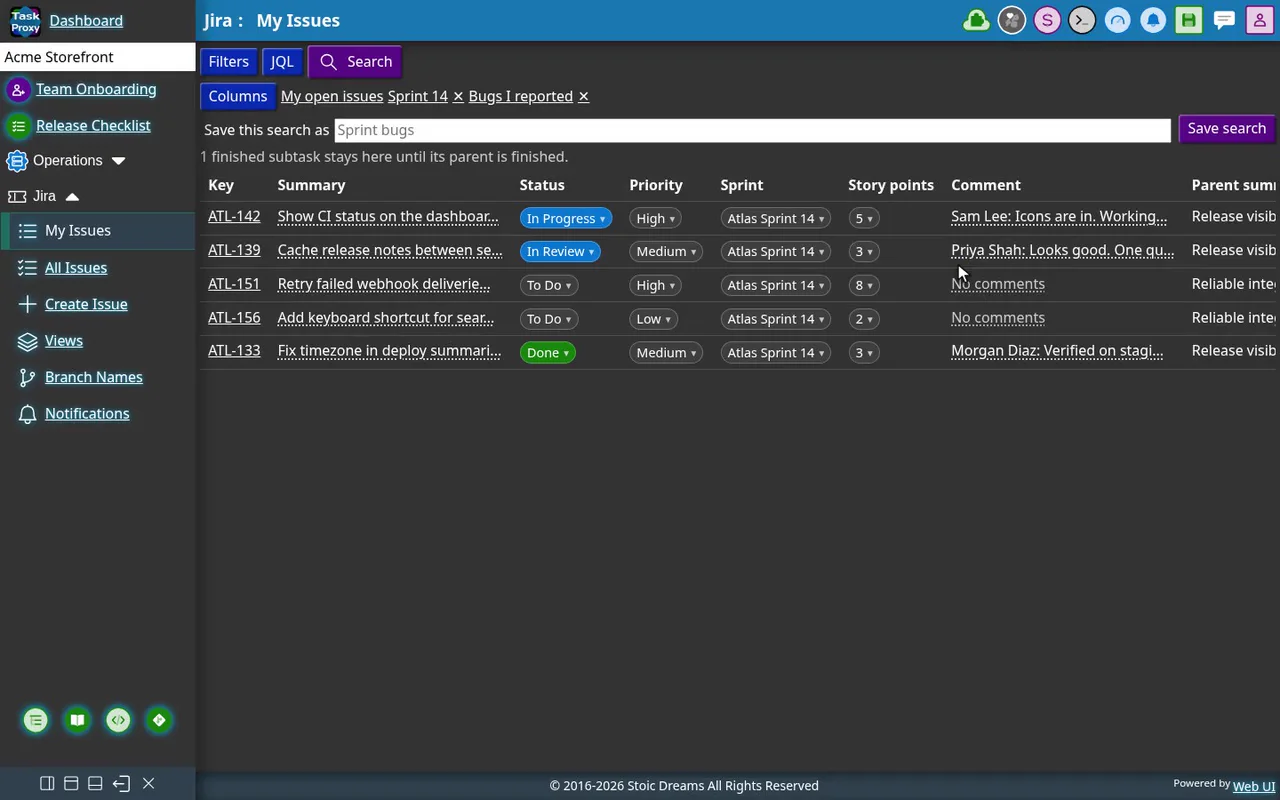 Task Proxy Dashboard
Jira : My Issues
S
Acme Storefront
Team Onboarding
Release Checklist
Operations
Jira
My Issues
All Issues
Create Issue
Views
Branch Names
Notifications
Filters JQL Search
Columns My open issues Sprint 14 ✕ Bugs I reported ✕
Save this search as Sprint bugs Save search
1 finished subtask stays here until its parent is finished.
Key Summary Status Priority Sprint Story points Comment Parent sum
ATL-142 Show CI status on the dashboar... In Progress ▾ High ▾ Atlas Sprint 14 ▾ 5 ▾ Sam Lee: Icons are in. Working... Release visib
ATL-139 Cache release notes between se... In Review ▾ Medium ▾ Atlas Sprint 14 ▾ 3 ▾ Priya Shah: Looks good. One qu... Release visib
ATL-151 Retry failed webhook deliverie... To Do ▾ High ▾ Atlas Sprint 14 ▾ 8 ▾ No comments Reliable inte
ATL-156 Add keyboard shortcut for sear... To Do ▾ Low ▾ Atlas Sprint 14 ▾ 2 ▾ No comments Reliable inte
ATL-133 Fix timezone in deploy summari... Done ▾ Medium ▾ Atlas Sprint 14 ▾ 3 ▾ Morgan Diaz: Verified on stagi... Release visib
© 2016-2026 Stoic Dreams All Rights Reserved
Powered by Web UI